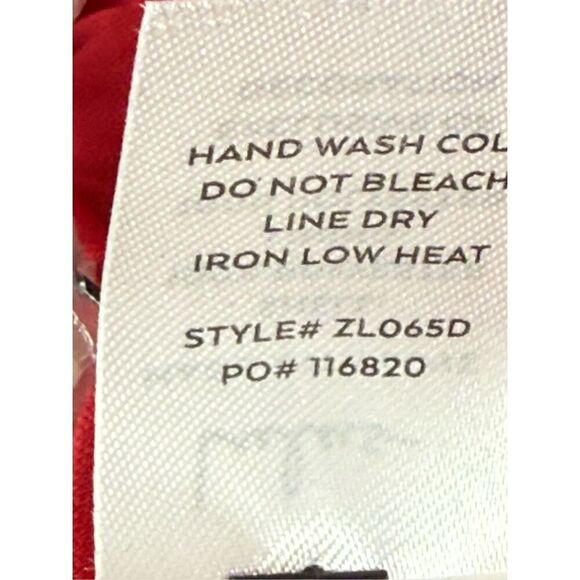 HAND WASH COL
DO NOT BLEACH
LINE DRY
IRON LOW HEAT
STYLE# ZL065D
PO# 116820